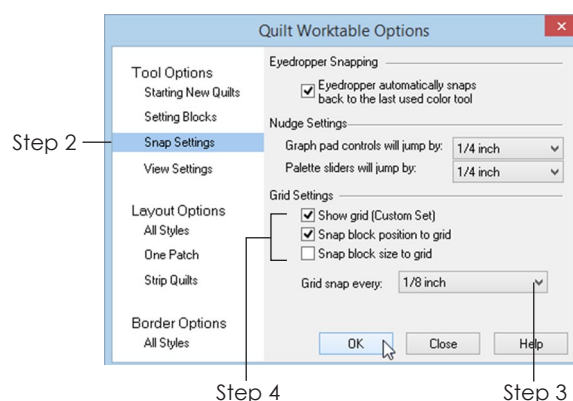 Quilt Worktable Options
Tool Options
Starting New Quilts
Setting Blocks
Step 2
Snap Settings
View Settings
Layout Options
All Styles
One Patch
Strip Quilts
Border Options
All Styles
Eyedropper Snapping
Eyedropper automatically snaps
back to the last used color tool
Nudge Settings
Graph pad controls will jump by: 1/4 inch
Palette sliders will jump by: 1/4 inch
Grid Settings
Show grid (Custom Set)
Snap block position to grid
Snap block size to grid
Grid snap every: 1/8 inch
OK Close Help
Step 4 Step 3